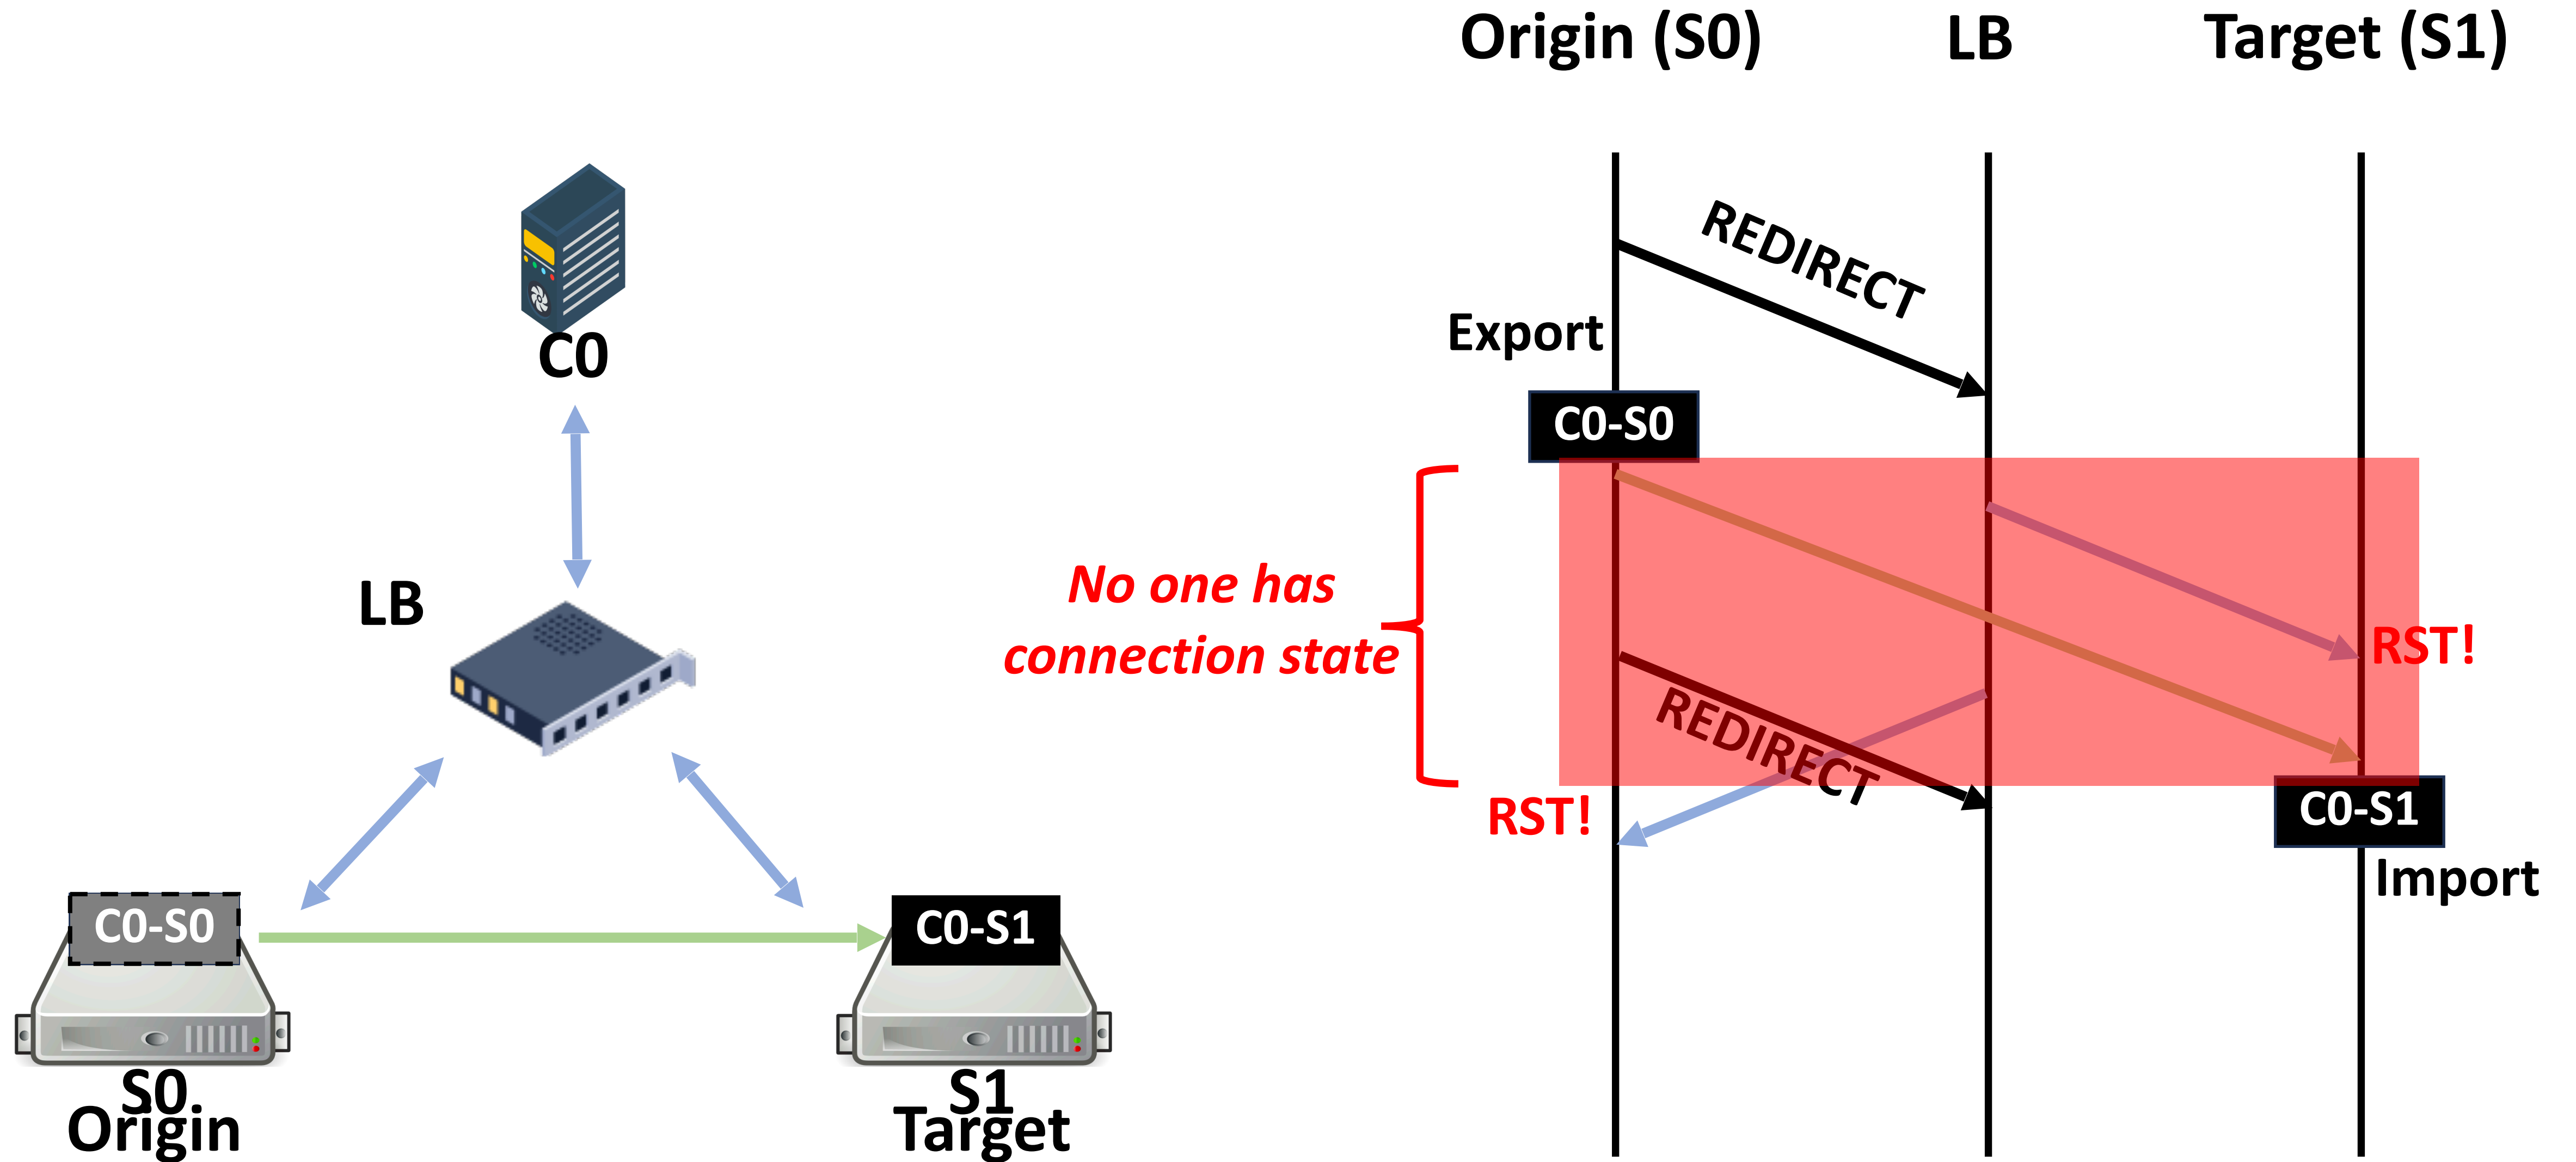 C0
LB
C0-S0
C0-S1
S0
Origin
S1
Target
Origin (S0)
LB
Target (S1)
REDIRECT
Export
C0-S0
No one has
connection state
RST!
REDIRECT
RST!
C0-S1
Import